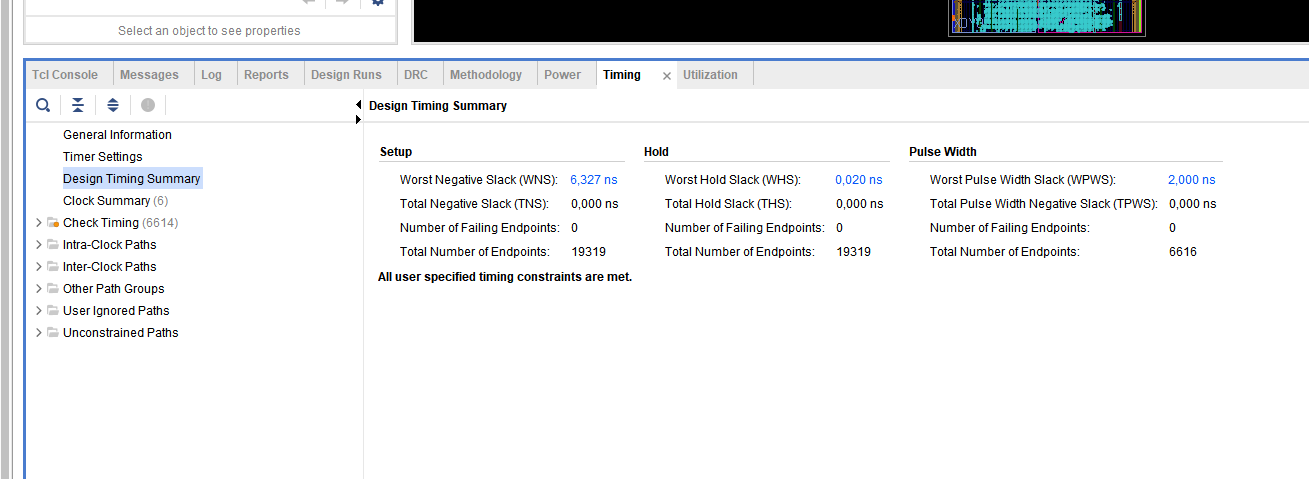 Select an object to see properties
Tcl Console Messages Log Reports Design Runs DRC Methodology Power Timing Utilization
Design Timing Summary
General Information
Timer Settings
Design Timing Summary
Clock Summary (6)
Check Timing (6614)
Intra-Clock Paths
Inter-Clock Paths
Other Path Groups
User Ignored Paths
Unconstrained Paths
Setup
Worst Negative Slack (WNS): 6,327 ns
Total Negative Slack (TNS): 0,000 ns
Number of Failing Endpoints: 0
Total Number of Endpoints: 19319
Hold
Worst Hold Slack (WHS): 0,020 ns
Total Hold Slack (THS): 0,000 ns
Number of Failing Endpoints: 0
Total Number of Endpoints: 19319
Pulse Width
Worst Pulse Width Slack (WPWS): 2,000 ns
Total Pulse Width Negative Slack (TPWS): 0,000 ns
Number of Failing Endpoints: 0
Total Number of Endpoints: 6616
All user specified timing constraints are met.